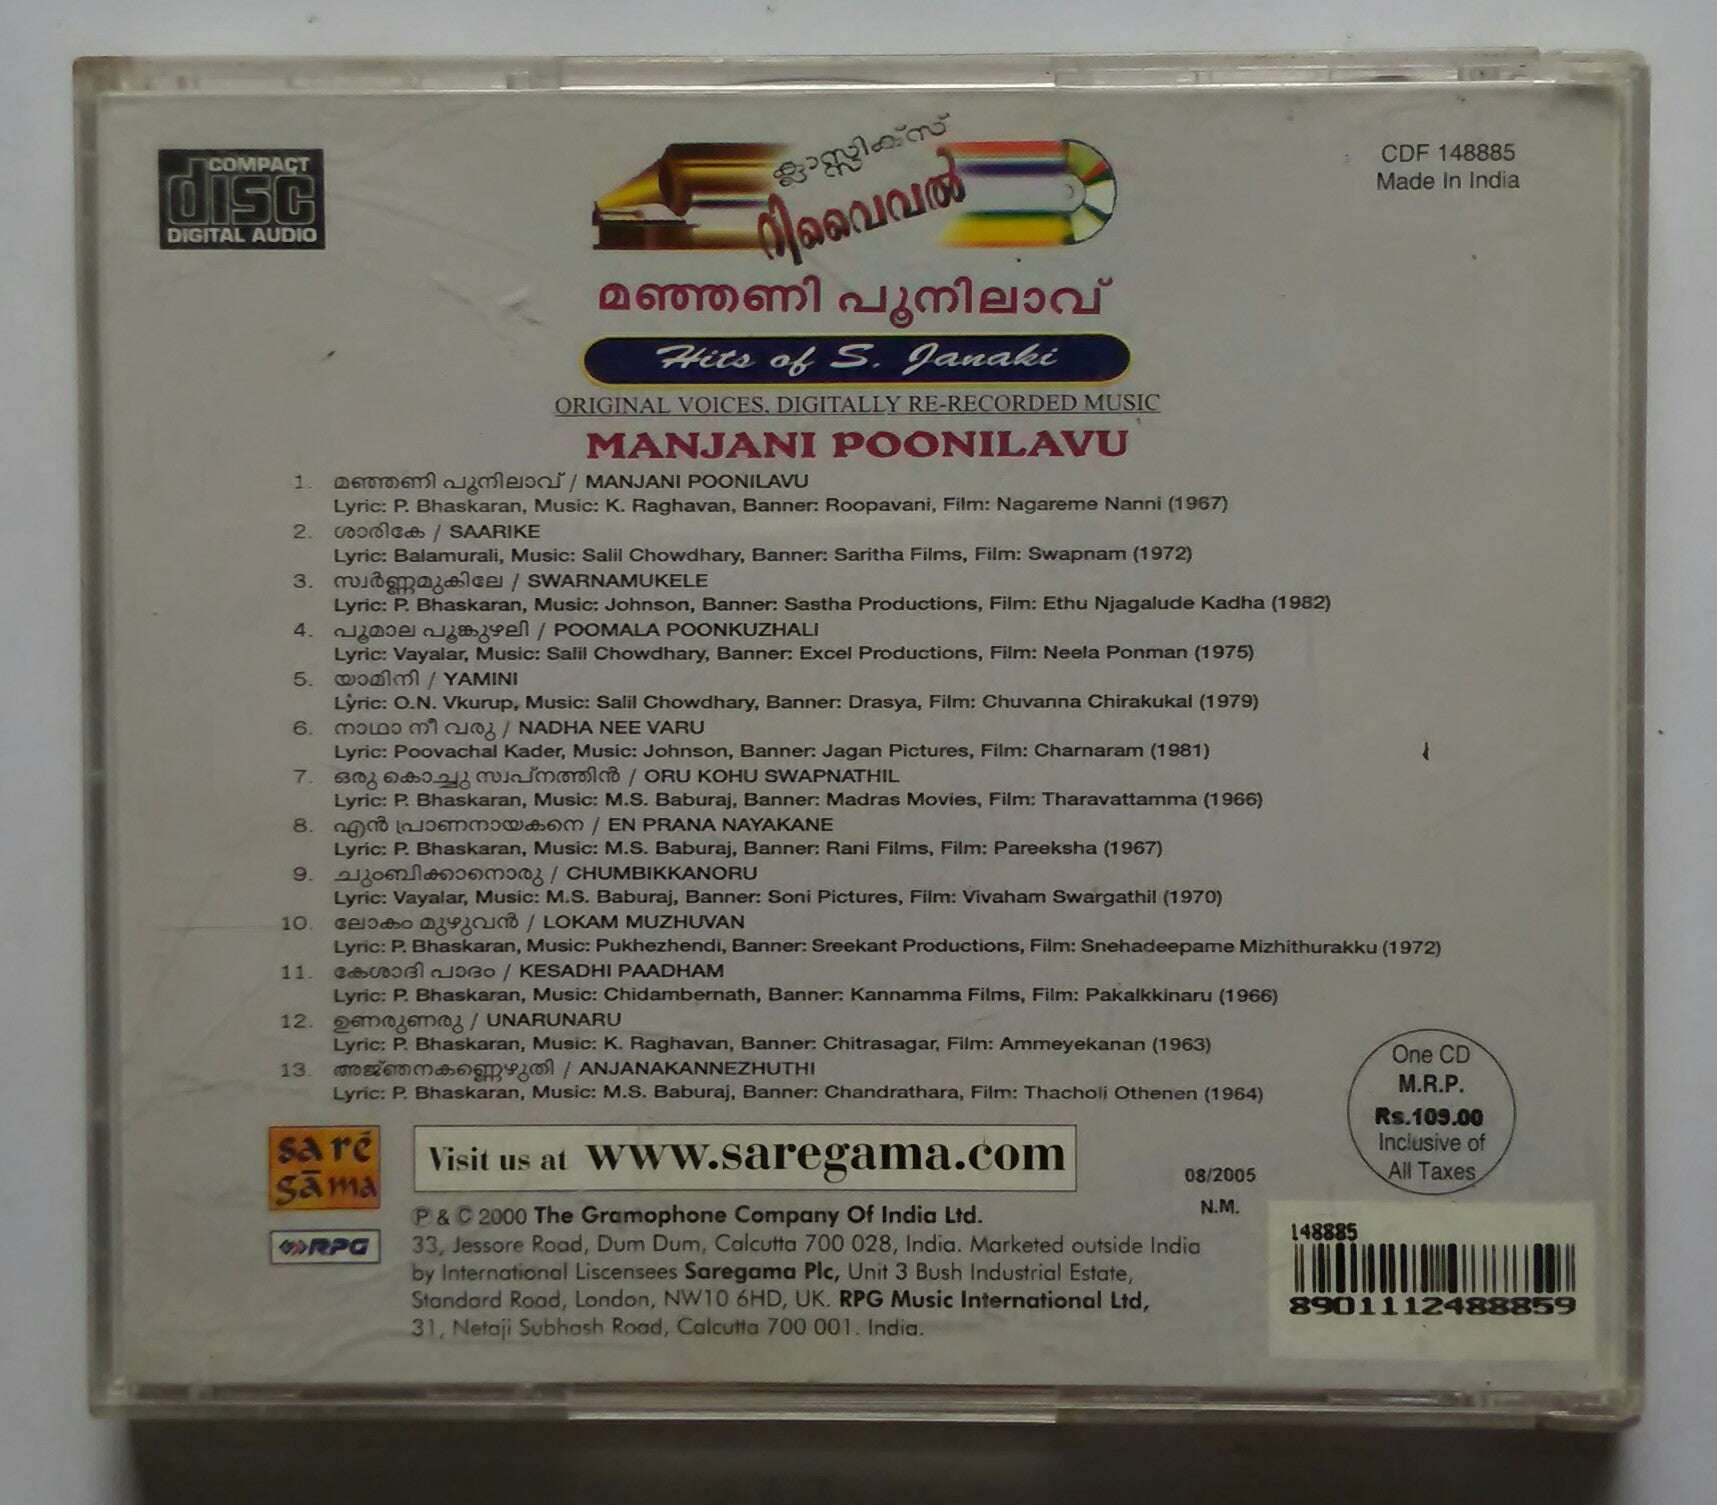 COMPACT
disc
DIGITAL AUDIO
ക്ലാസ്സിക്സ്
റിവൈവൽ
CDF 148885
Made In India
മഞ്ഞണി പൂനിലാവ്
Hits of S. Janaki
ORIGINAL VOICES, DIGITALLY RE-RECORDED MUSIC
MANJANI POONILAVU
1. മഞ്ഞണി പൂനിലാവ് / MANJANI POONILAVU
Lyric: P. Bhaskaran, Music: K. Raghavan, Banner: Roopavani, Film: Nagareme Nanni (1967)
2. ശാരികേ / SAARIKE
Lyric: Balamurali, Music: Salil Chowdhary, Banner: Saritha Films, Film: Swapnam (1972)
3. സ്വർണ്ണമുകിലേ / SWARNAMUKELE
Lyric: P. Bhaskaran, Music: Johnson, Banner: Sastha Productions, Film: Ethu Njagalude Kadha (1982)
4. പൂമാല പൂങ്കുഴലി / POOMALA POONKUZHALI
Lyric: Vayalar, Music: Salil Chowdhary, Banner: Excel Productions, Film: Neela Ponman (1975)
5. യാമിനി / YAMINI
Lyric: O.N. Vkurup, Music: Salil Chowdhary, Banner: Drasya, Film: Chuvanna Chirakukal (1979)
6. നാഥാ നീ വരു / NADHA NEE VARU
Lyric: Poovachal Kader, Music: Johnson, Banner: Jagan Pictures, Film: Charnaram (1981)
7. ഒരു കൊച്ചു സ്വപ്നത്തിൻ / ORU KOHU SWAPNATHIL
Lyric: P. Bhaskaran, Music: M.S. Baburaj, Banner: Madras Movies, Film: Tharavattamma (1966)
8. എൻ പ്രാണനായകനെ / EN PRANA NAYAKANE
Lyric: P. Bhaskaran, Music: M.S. Baburaj, Banner: Rani Films, Film: Pareeksha (1967)
9. ചുംബിക്കാനൊരു / CHUMBIKKANORU
Lyric: Vayalar, Music: M.S. Baburaj, Banner: Soni Pictures, Film: Vivaham Swargathil (1970)
10. ലോകം മുഴുവൻ / LOKAM MUZHUVAN
Lyric: P. Bhaskaran, Music: Pukhezhendi, Banner: Sreekant Productions, Film: Snehadeepame Mizhithurakku (1972)
11. കേശാദി പാദം / KESADHI PAADHAM
Lyric: P. Bhaskaran, Music: Chidambernath, Banner: Kannamma Films, Film: Pakalkkinaru (1966)
12. ഉണരുണരു / UNARUNARU
Lyric: P. Bhaskaran, Music: K. Raghavan, Banner: Chitrasagar, Film: Ammeyekanan (1963)
13. അജ്ഞനകണ്ണെഴുതി / ANJANAKANNEZHUTHI
Lyric: P. Bhaskaran, Music: M.S. Baburaj, Banner: Chandrathara, Film: Thacholi Othenen (1964)
One CD
M.R.P.
Rs.109.00
Inclusive of
All Taxes
sa rē
gā ma
RPG
Visit us at www.saregama.com
08/2005
N.M.
P & C 2000 The Gramophone Company Of India Ltd.
33, Jessore Road, Dum Dum, Calcutta 700 028, India. Marketed outside India
by International Liscensees Saregama Plc, Unit 3 Bush Industrial Estate,
Standard Road, London, NW10 6HD, UK. RPG Music International Ltd,
31, Netaji Subhash Road, Calcutta 700 001. India.
148885
8901112488859